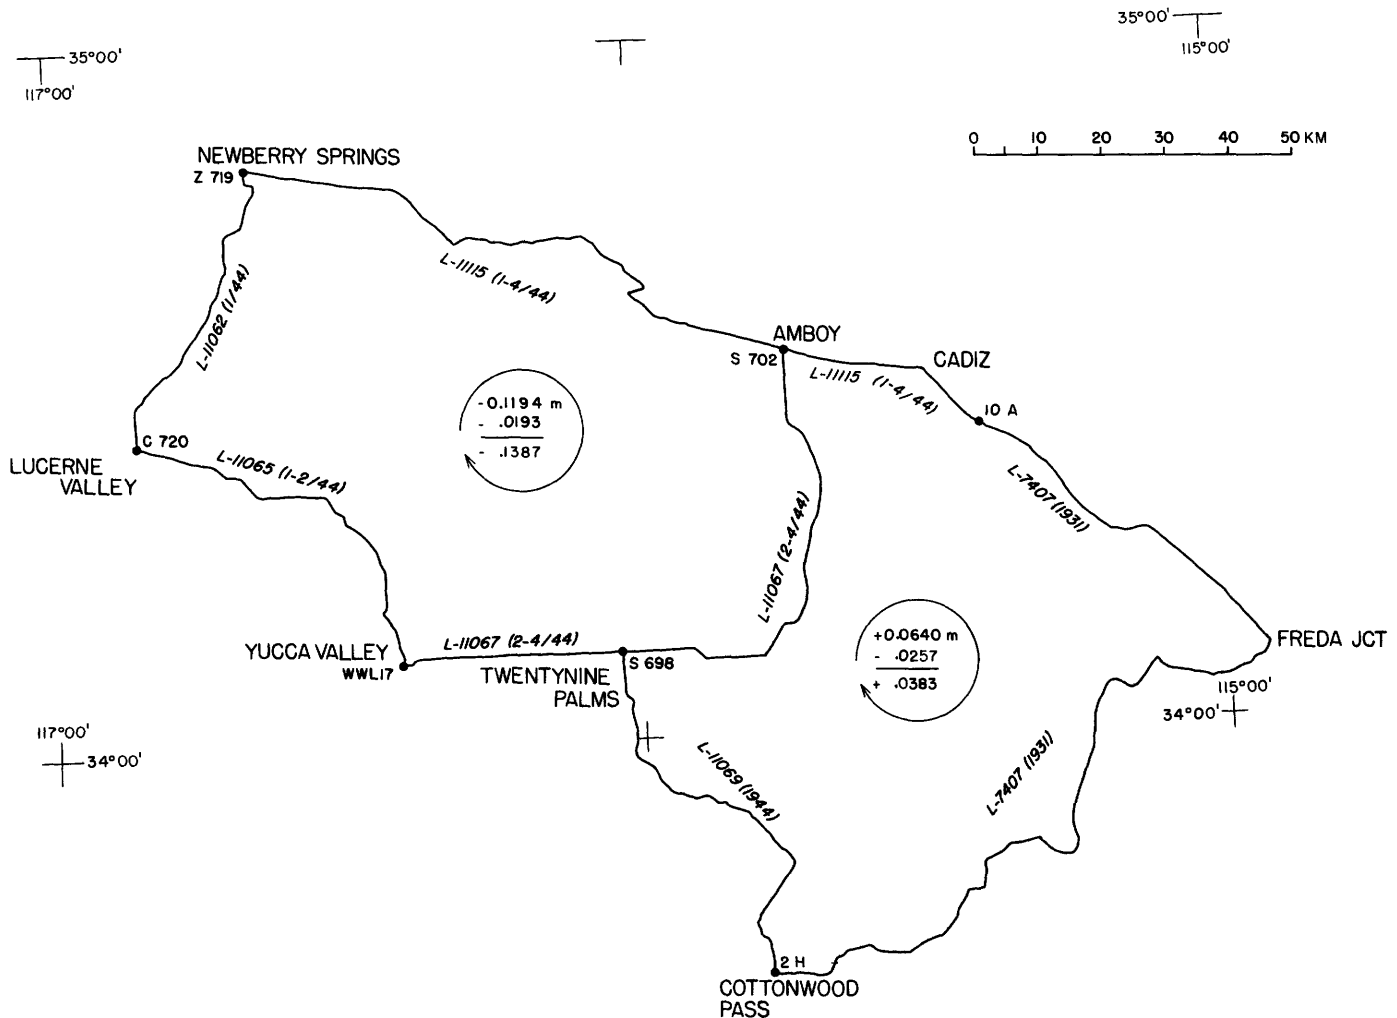 35°00'
117°00'
35°00'
115°00'
0 10 20 30 40 50 KM
NEWBERRY SPRINGS
Z 719
L-11115 (1-4/44)
L-11062 (1/44)
AMBOY
S 702
CADIZ
L-11115 (1-4/44)
10 A
-0.1194 m
- .0193
- .1387
C 720
LUCERNE
VALLEY
L-11065 (1-2/44)
L-7407 (1931)
L-11067 (2-4/44)
YUCCA VALLEY
WWL17
L-11067 (2-4/44)
TWENTYNINE
PALMS
S 698
+0.0640 m
- .0257
+ .0383
FREDA JCT
115°00'
34°00'
117°00'
34°00'
L-11069 (1944)
L-7407 (1931)
2 H
COTTONWOOD
PASS